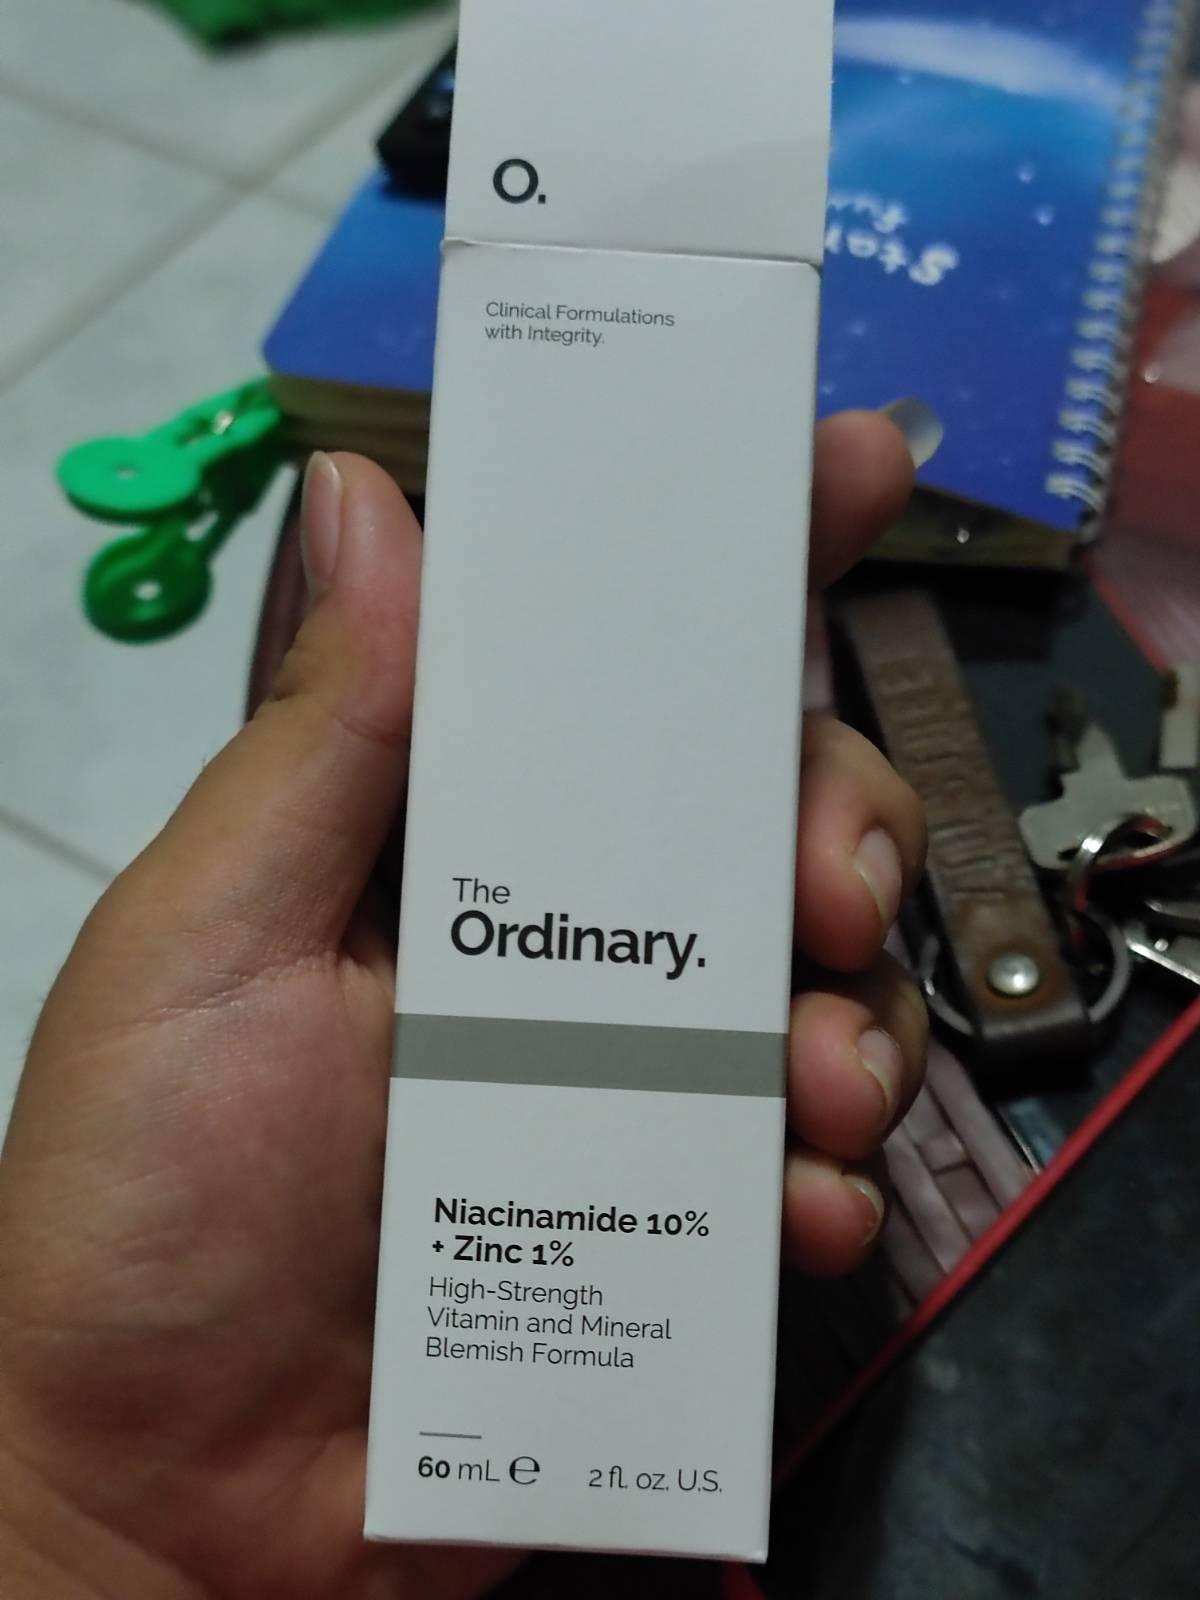 O.
Clinical Formulations
with Integrity.
The
Ordinary.
Niacinamide 10%
+ Zinc 1%
High-Strength
Vitamin and Mineral
Blemish Formula
60 mL ℮ 2 fl. oz. U.S.